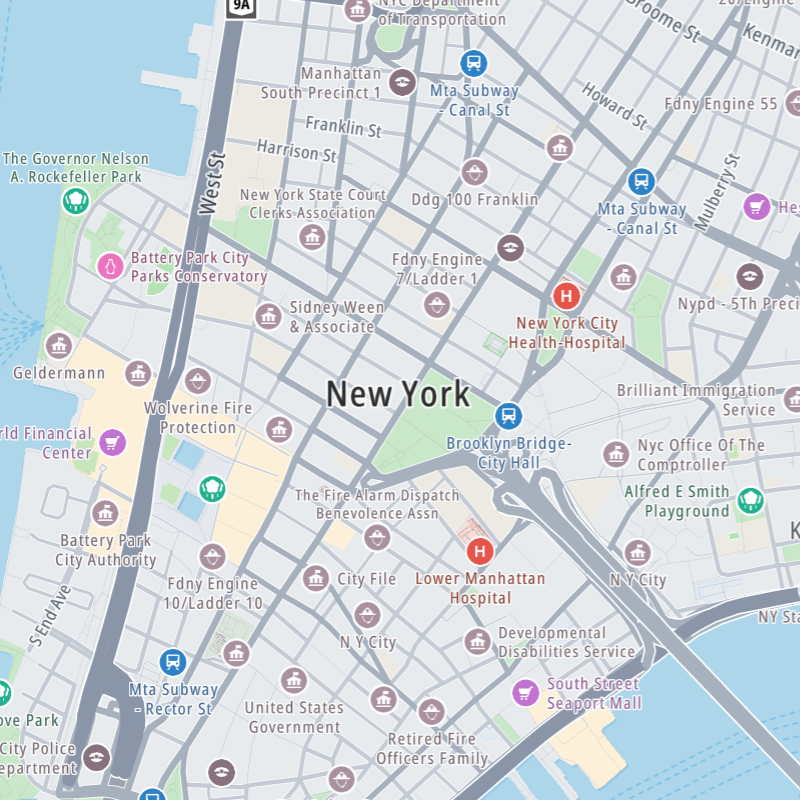 9A
NYC Department
of Transportation
Broome St
Kenmar
Manhattan
South Precinct 1
Mta Subway
- Canal St
Howard St
Fdny Engine 55
Franklin St
Harrison St
The Governor Nelson
A. Rockefeller Park
West St
New York State Court
Clerks Association
Ddg 100 Franklin
Mta Subway
- Canal St
Mulberry St
Battery Park City
Parks Conservatory
Fdny Engine
7/Ladder 1
Nypd - 5Th Preci
Sidney Ween
& Associate
H
New York City
Health-Hospital
Geldermann
Wolverine Fire
Protection
New York
Brilliant Immigration
Service
rld Financial
Center
Brooklyn Bridge-
City Hall
Nyc Office Of The
Comptroller
The Fire Alarm Dispatch
Benevolence Assn
Alfred E Smith
Playground
K
Battery Park
City Authority
H
Lower Manhattan
Hospital
N Y City
Fdny Engine
10/Ladder 10
City File
S End Ave
N Y City
Developmental
Disabilities Service
NY Sta
Mta Subway
- Rector St
South Street
Seaport Mall
ove Park
United States
Government
City Police
epartment
Retired Fire
Officers Family